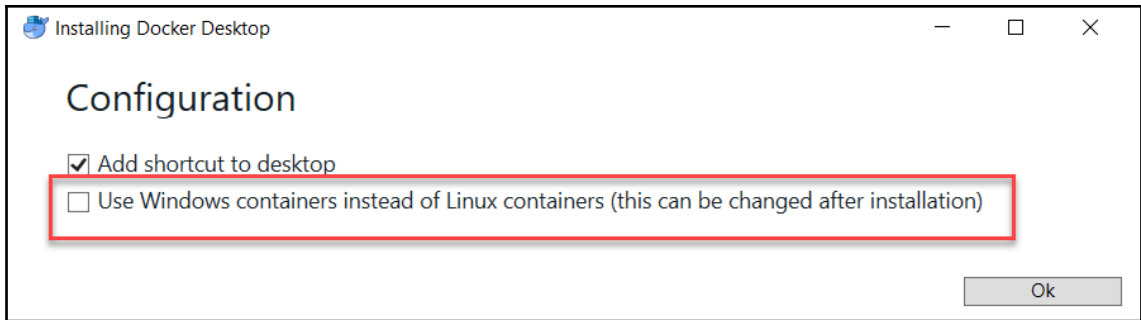 Installing Docker Desktop
Configuration
Add shortcut to desktop
Use Windows containers instead of Linux containers (this can be changed after installation)
Ok